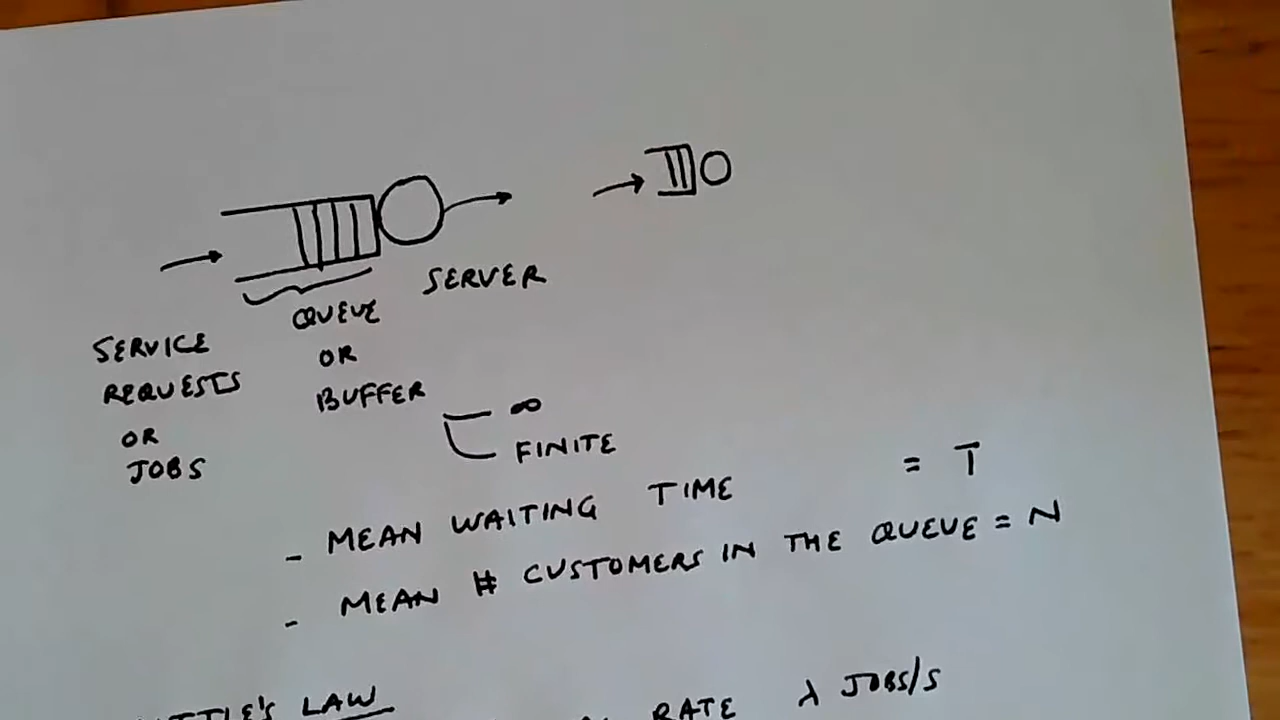 SERVER
QUEUE
OR
BUFFER
SERVICE
REQUESTS
OR
JOBS
∞
FINITE
- MEAN WAITING TIME = T
- MEAN # CUSTOMERS IN THE QUEUE = N
LAW
RATE λ JOBS/S